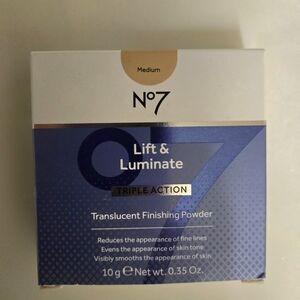 Medium
No7
Lift &
Luminate
TRIPLE ACTION
Translucent Finishing Powder
Reduces the appearance of fine lines
Evens the appearance of skin tone
Visibly smooths the appearance of skin
10 g ℮ Net wt. 0.35 Oz.